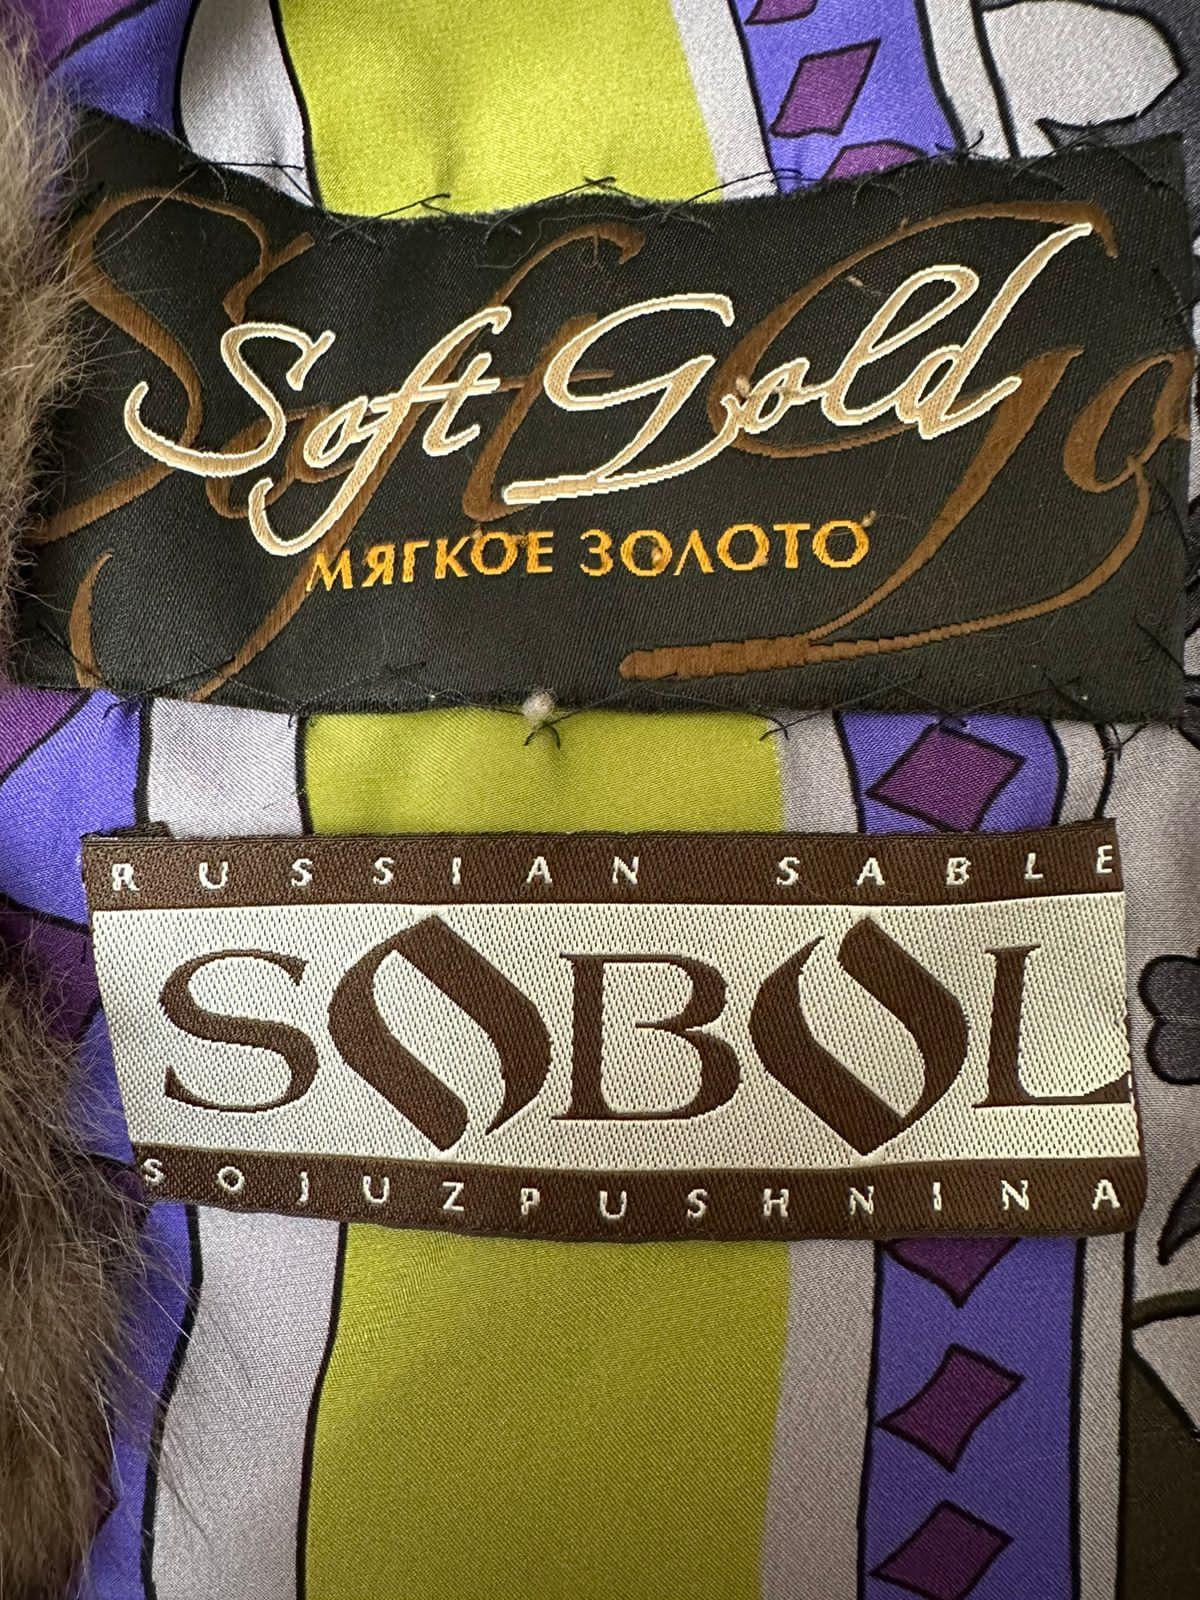 Soft Gold
МЯГКОЕ ЗОЛОТО
RUSSIAN SABLE
SOBOL
SOJUZPUSHNINA